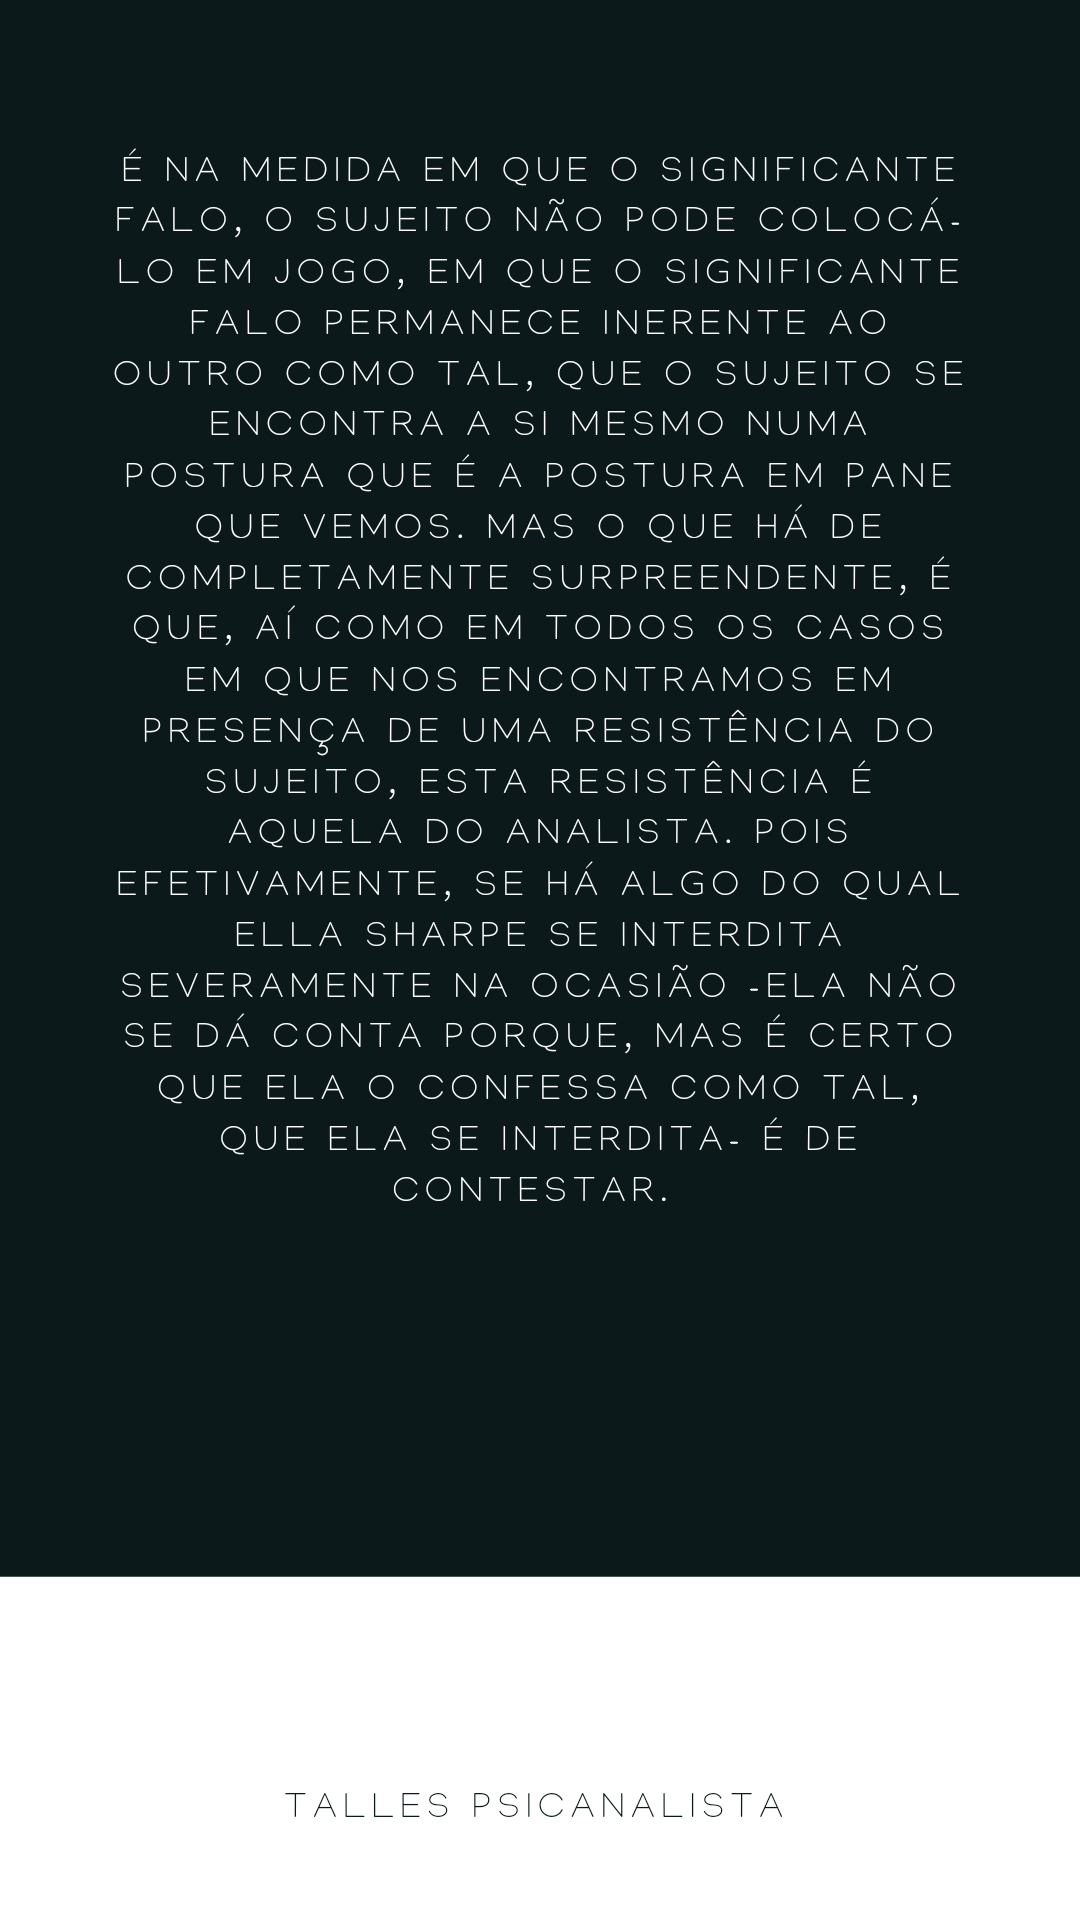 É NA MEDIDA EM QUE O SIGNIFICANTE
FALO, O SUJEITO NÃO PODE COLOCÁ-
LO EM JOGO, EM QUE O SIGNIFICANTE
FALO PERMANECE INERENTE AO
OUTRO COMO TAL, QUE O SUJEITO SE
ENCONTRA A SI MESMO NUMA
POSTURA QUE É A POSTURA EM PANE
QUE VEMOS. MAS O QUE HÁ DE
COMPLETAMENTE SURPREENDENTE, É
QUE, AÍ COMO EM TODOS OS CASOS
EM QUE NOS ENCONTRAMOS EM
PRESENÇA DE UMA RESISTÊNCIA DO
SUJEITO, ESTA RESISTÊNCIA É
AQUELA DO ANALISTA. POIS
EFETIVAMENTE, SE HÁ ALGO DO QUAL
ELLA SHARPE SE INTERDITA
SEVERAMENTE NA OCASIÃO -ELA NÃO
SE DÁ CONTA PORQUE, MAS É CERTO
QUE ELA O CONFESSA COMO TAL,
QUE ELA SE INTERDITA- É DE
CONTESTAR.
TALLES PSICANALISTA